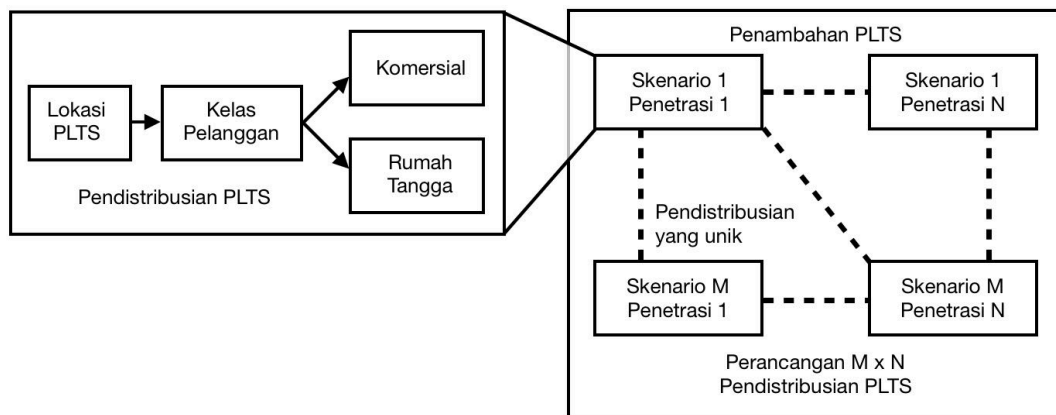 Lokasi
PLTS
Kelas
Pelanggan
Komersial
Rumah
Tangga
Pendistribusian PLTS
Penambahan PLTS
Skenario 1
Penetrasi 1
Skenario 1
Penetrasi N
Pendistribusian
yang unik
Skenario M
Penetrasi 1
Skenario M
Penetrasi N
Perancangan M x N
Pendistribusian PLTS